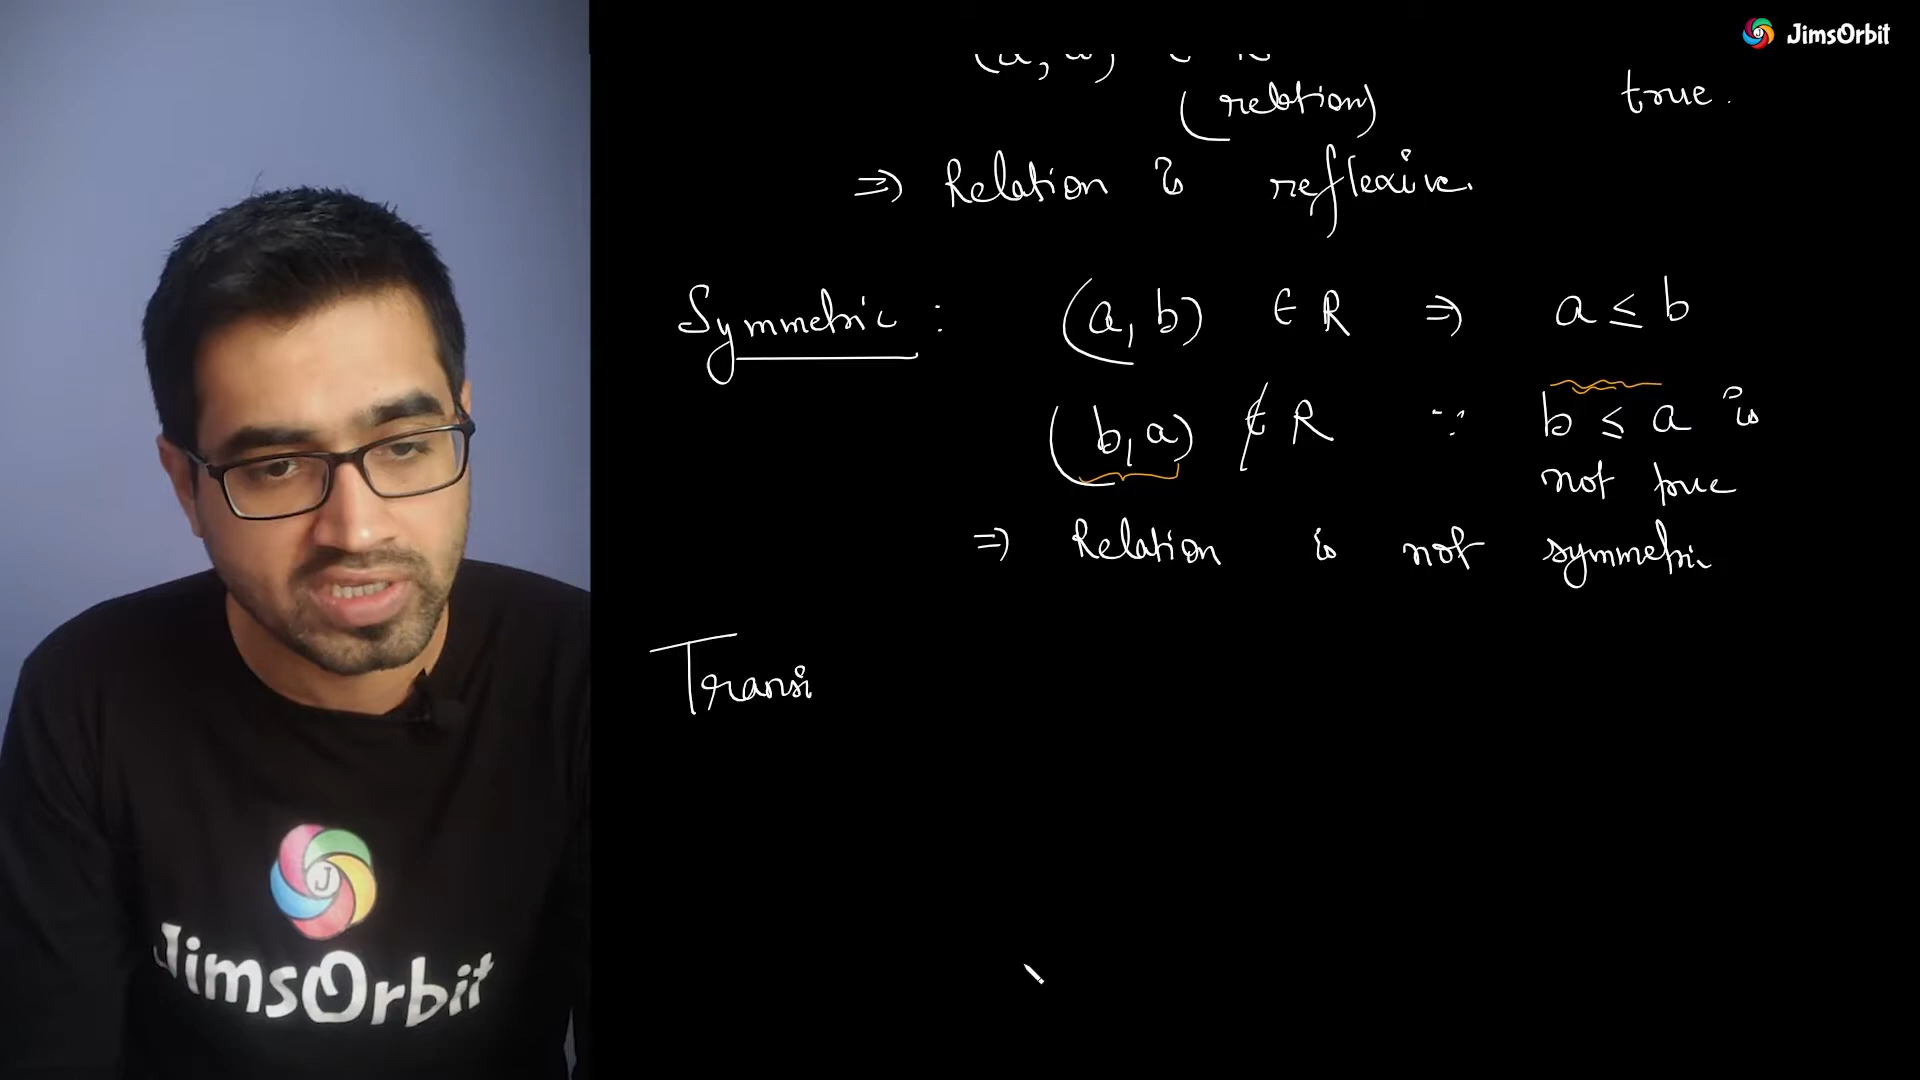 JimsOrbit
(relation) true.
⇒ Relation is reflexive.
Symmetric : (a, b) ∈ R ⇒ a ≤ b
(b, a) ∉ R ∵ b ≤ a is
not true
⇒ Relation is not symmetric
Transi
J
JimsOrbit